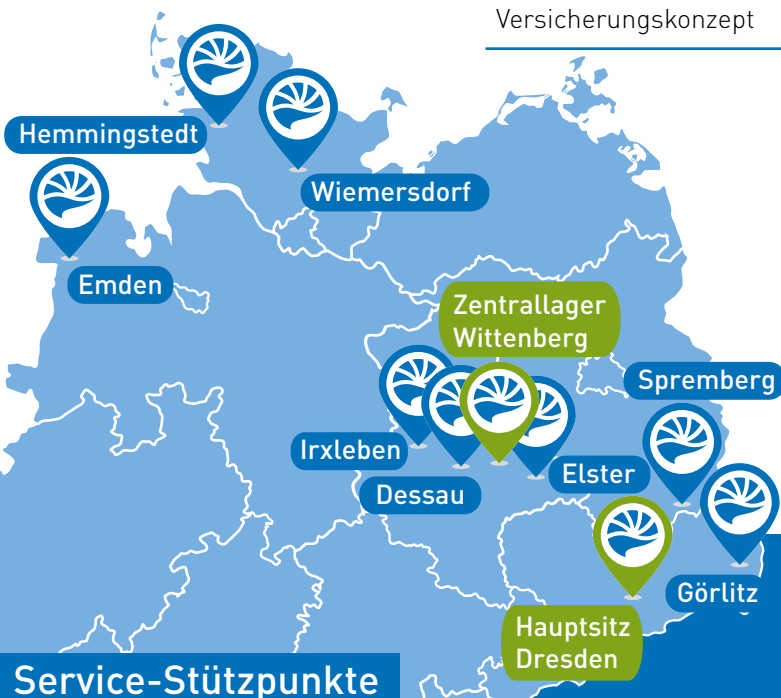 Versicherungskonzept
Hemmingstedt
Wiemersdorf
Emden
Zentrallager
Wittenberg
Spremberg
Irxleben
Elster
Dessau
Görlitz
Hauptsitz
Dresden
Service-Stützpunkte